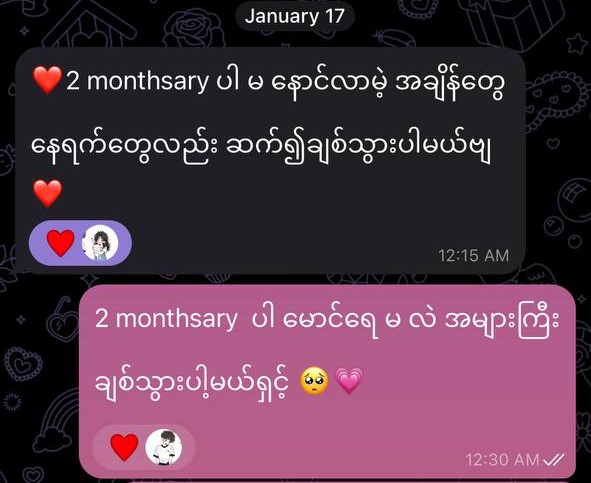 January 17
❤️2 monthsary ပါ မ နောင်လာမဲ့ အချိန်တွေ
နေရက်တွေလည်း ဆက်၍ချစ်သွားပါမယ်ဗျ
❤️
❤️
12:15 AM
2 monthsary ပါ မောင်ရေ မ လဲ အများကြီး
ချစ်သွားပါ့မယ်ရှင့် 🥺💗
❤️
12:30 AM